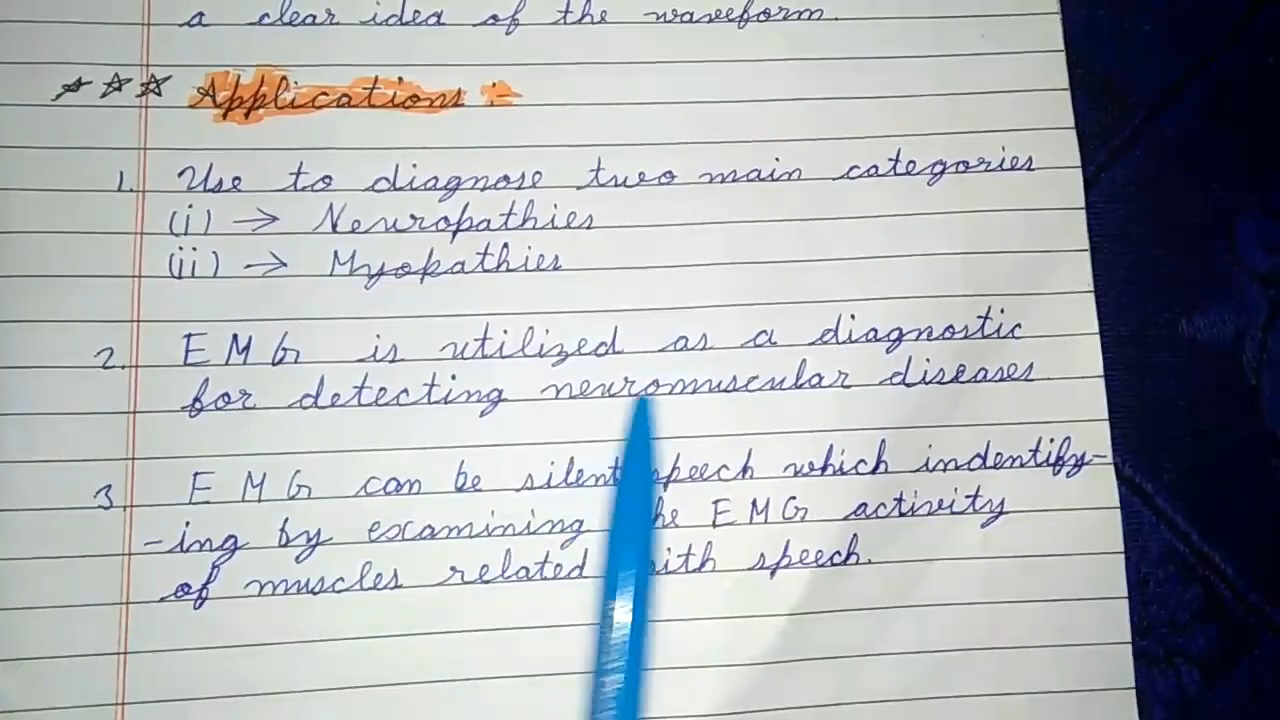 a clear idea of the waveform.
Applications :-
1. Use to diagnose two main categories
(i) → Neuropathies
(ii) → Myopathies
2. EMG is utilized as a diagnostic
for detecting neuromuscular diseases
3. EMG can be silent speech which indentify-
-ing by examining he EMG activity
of muscles related ith speech.